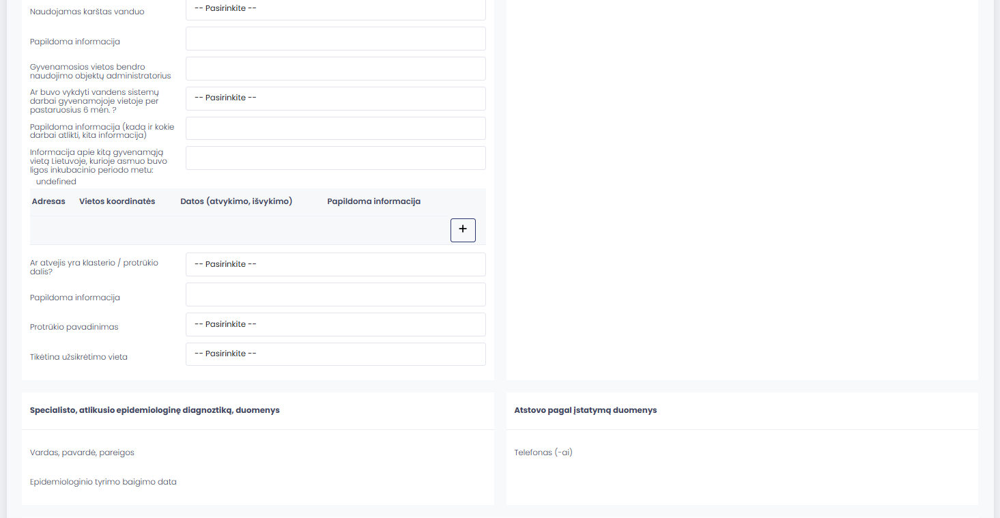 Naudojamas karštas vanduo
-- Pasirinkite --
Papildoma informacija
Gyvenamosios vietos bendro
naudojimo objektų administratorius
Ar buvo vykdyti vandens sistemų
darbai gyvenamojoje vietoje per
pastaruosius 6 mėn. ?
-- Pasirinkite --
Papildoma informacija (kada ir kokie
darbai atlikti, kita informacija)
Informacija apie kitą gyvenamąją
vietą Lietuvoje, kurioje asmuo buvo
ligos inkubacinio periodo metu:
undefined
Adresas Vietos koordinatės Datos (atvykimo, išvykimo) Papildoma informacija
+
Ar atvejis yra klasterio / protrūkio
dalis?
-- Pasirinkite --
Papildoma informacija
Protrūkio pavadinimas
-- Pasirinkite --
Tikėtina užsikrėtimo vieta
-- Pasirinkite --
Specialisto, atlikusio epidemiologinę diagnoztiką, duomenys
Vardas, pavardė, pareigos
Epidemiologinio tyrimo baigimo data
Atstovo pagal įstatymą duomenys
Telefonas (-ai)